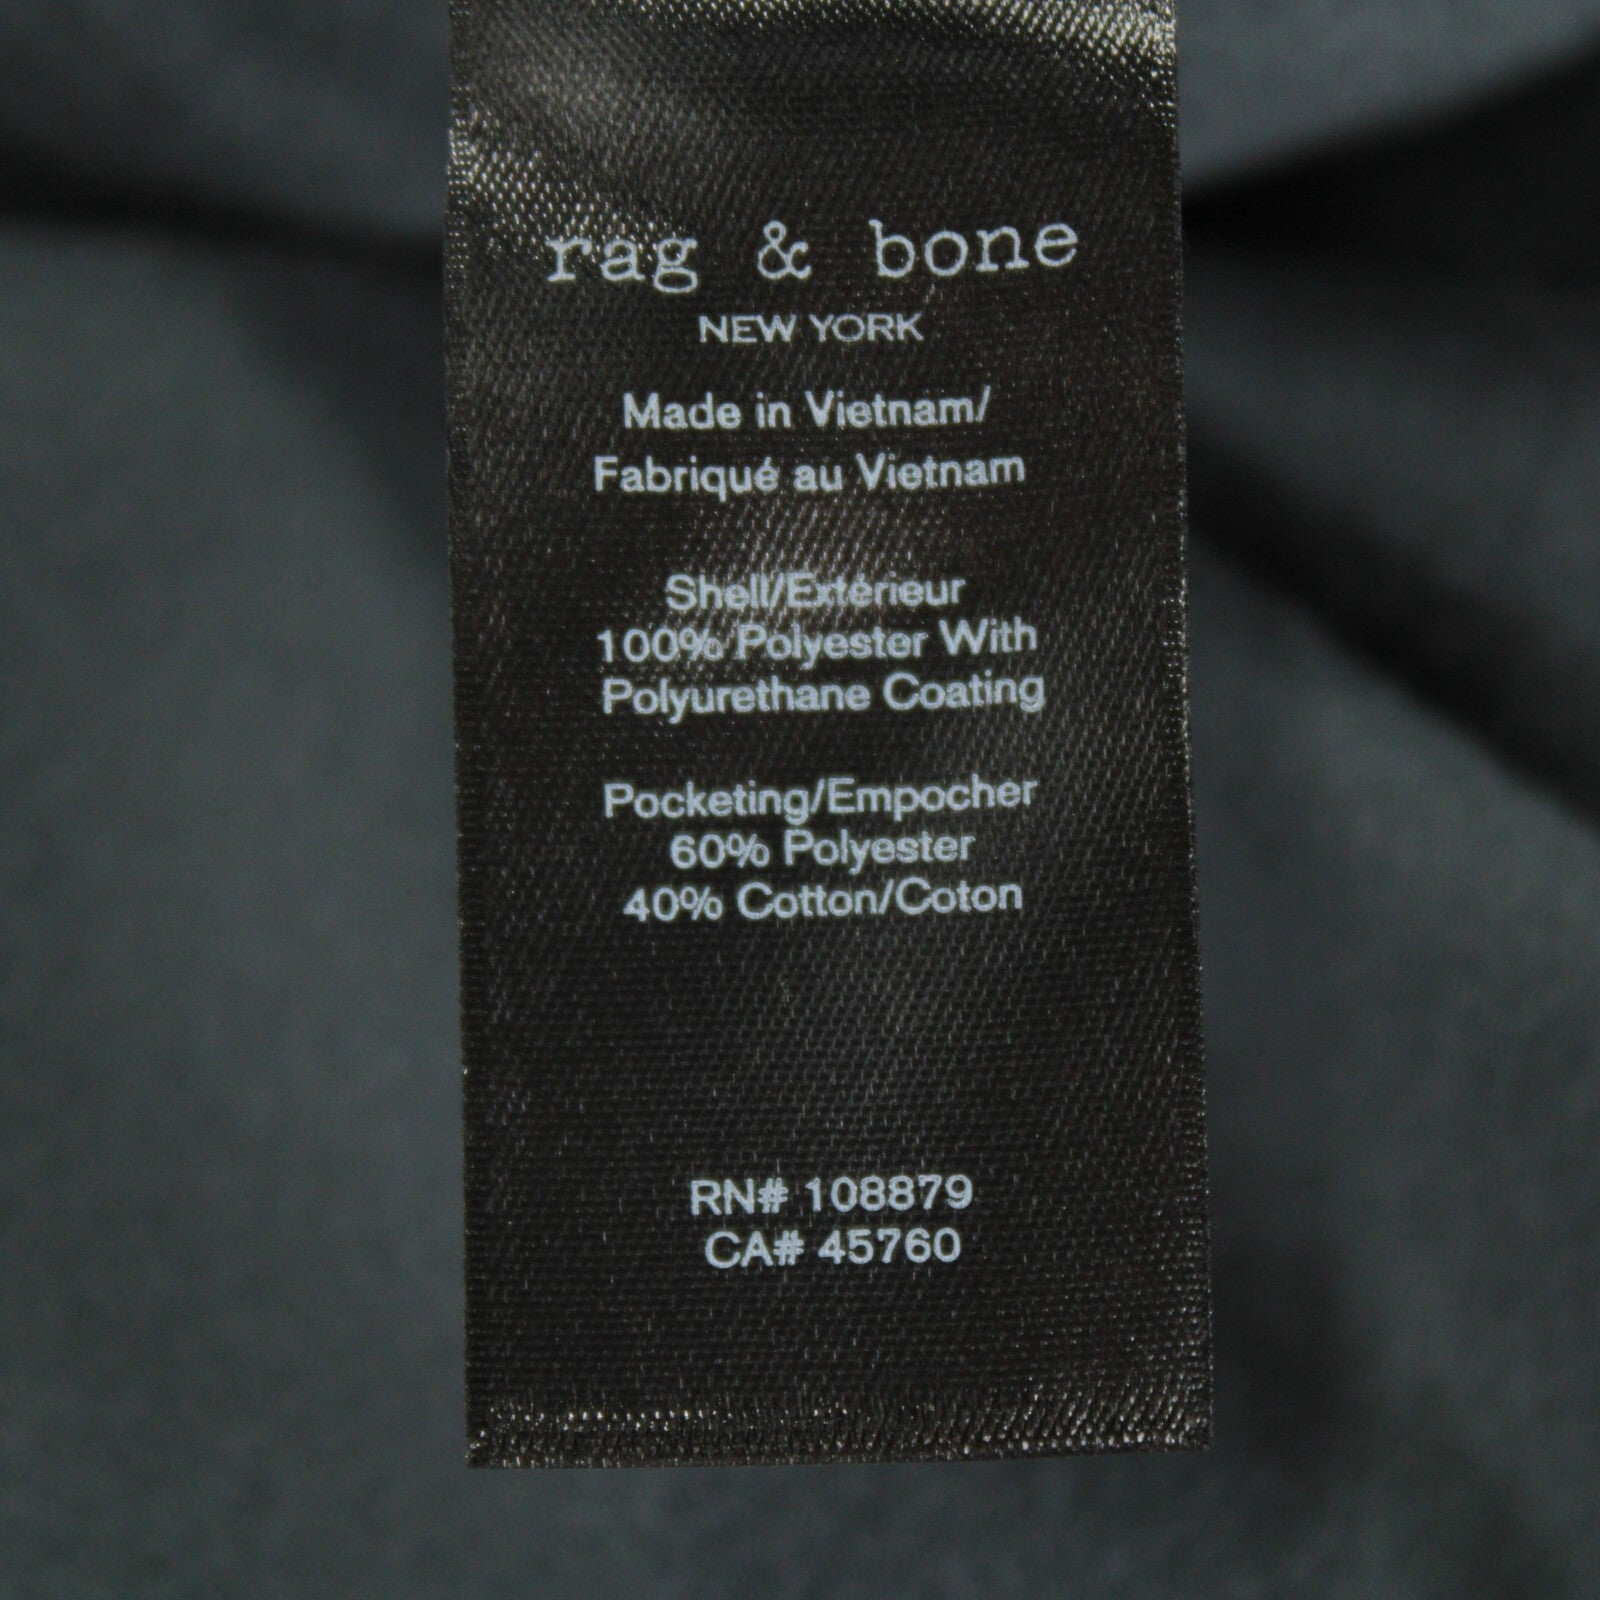 rag & bone
NEW YORK
Made in Vietnam/
Fabriqué au Vietnam
Shell/Extérieur
100% Polyester With
Polyurethane Coating
Pocketing/Empocher
60% Polyester
40% Cotton/Coton
RN# 108879
CA# 45760